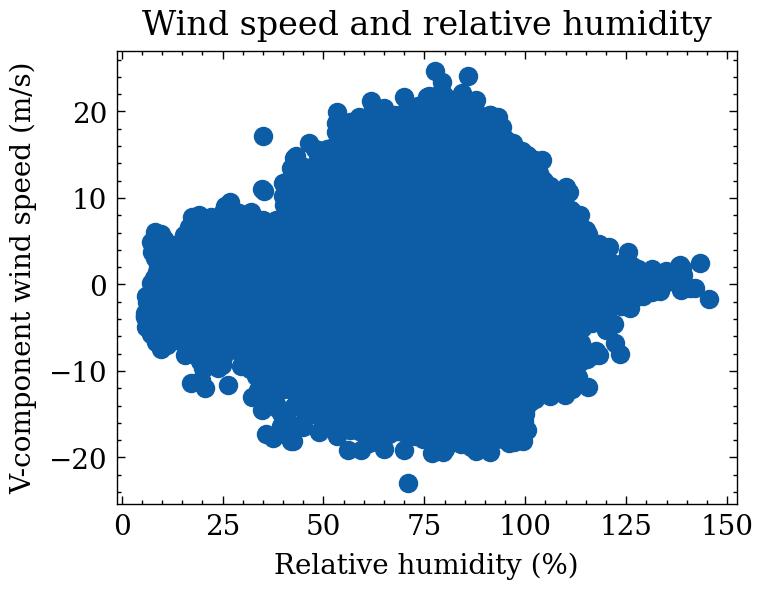 Wind speed and relative humidity
V-component wind speed (m/s)
20
10
0
−10
−20
0 25 50 75 100 125 150
Relative humidity (%)